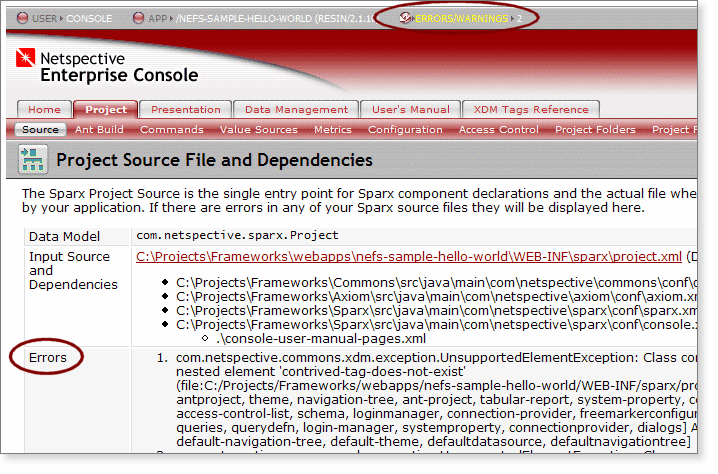 USER ▸ CONSOLE APP ▸ /NEFS-SAMPLE-HELLO-WORLD (RESIN/2.1.1 ERRORS/WARNINGS ▸ 2
Netspective
Enterprise Console
Home Project Presentation Data Management User's Manual XDM Tags Reference
Source Ant Build Commands Value Sources Metrics Configuration Access Control Project Folders Project
Project Source File and Dependencies
The Sparx Project Source is the single entry point for Sparx component declarations and the actual file whe
by your application. If there are errors in any of your Sparx source files they will be displayed here.
Data Model com.netspective.sparx.Project
Input Source and Dependencies C:\Projects\Frameworks\webapps\nefs-sample-hello-world\WEB-INF\sparx\project.xml (D
• C:\Projects\Frameworks\Commons\src\java\main\com\netspective\commons\conf\c
• C:\Projects\Frameworks\Axiom\src\java\main\com\netspective\axiom\conf\axiom.x
• C:\Projects\Frameworks\Sparx\src\java\main\com\netspective\sparx\conf\sparx.xm
• C:\Projects\Frameworks\Sparx\src\java\main\com\netspective\sparx\conf\console.
◦ .\console-user-manual-pages.xml
Errors 1. com.netspective.commons.xdm.exception.UnsupportedElementException: Class con
nested element 'contrived-tag-does-not-exist'
(file:C:/Projects/Frameworks/webapps/nefs-sample-hello-world/WEB-INF/sparx/pro
antproject, theme, navigation-tree, ant-project, tabular-report, system-property, co
access-control-list, schema, loginmanager, connection-provider, freemarkerconfigur
queries, querydefn, login-manager, systemproperty, connectionprovider, dialogs] A
default-navigation-tree, default-theme, defaultdatasource, defaultnavigationtree]